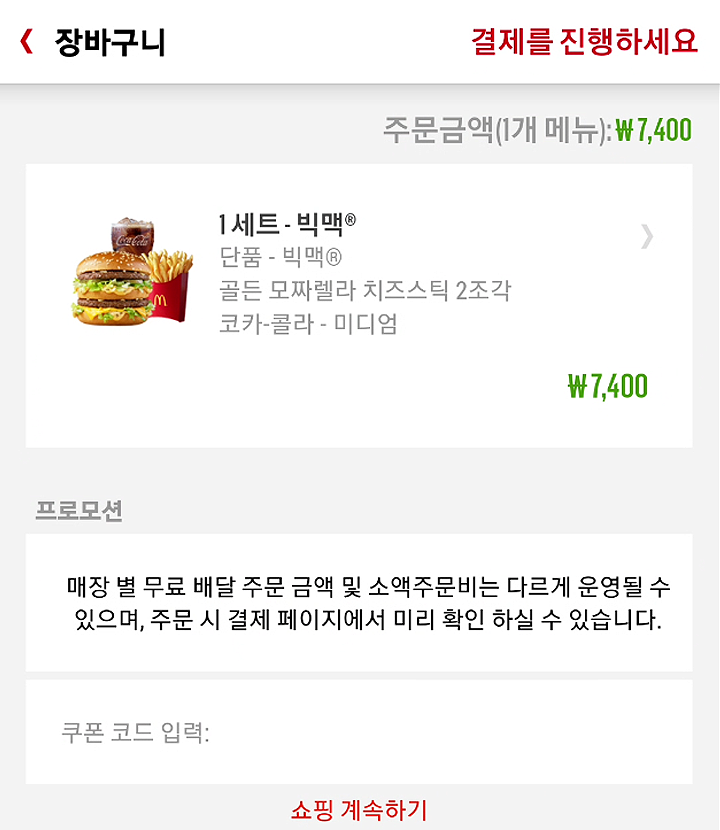 장바구니
결제를 진행하세요
주문금액(1개 메뉴):₩7,400
1 세트 - 빅맥®
단품 - 빅맥®
골든 모짜렐라 치즈스틱 2조각
코카-콜라 - 미디엄
Coca-Cola
₩7,400
프로모션
매장 별 무료 배달 주문 금액 및 소액주문비는 다르게 운영될 수
있으며, 주문 시 결제 페이지에서 미리 확인 하실 수 있습니다.
쿠폰 코드 입력:
쇼핑 계속하기